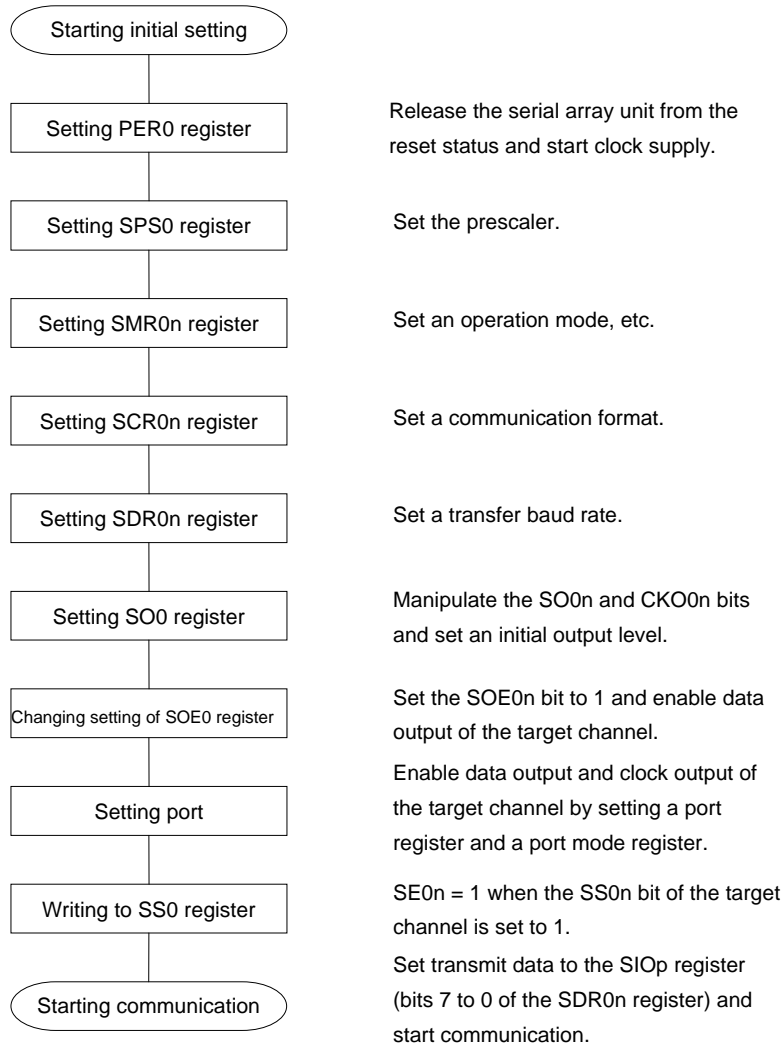 Starting initial setting
Setting PER0 register
Release the serial array unit from the
reset status and start clock supply.
Setting SPS0 register
Set the prescaler.
Setting SMR0n register
Set an operation mode, etc.
Setting SCR0n register
Set a communication format.
Setting SDR0n register
Set a transfer baud rate.
Setting SO0 register
Manipulate the SO0n and CKO0n bits
and set an initial output level.
Changing setting of SOE0 register
Set the SOE0n bit to 1 and enable data
output of the target channel.
Setting port
Enable data output and clock output of
the target channel by setting a port
register and a port mode register.
Writing to SS0 register
SE0n = 1 when the SS0n bit of the target
channel is set to 1.
Starting communication
Set transmit data to the SIOp register
(bits 7 to 0 of the SDR0n register) and
start communication.